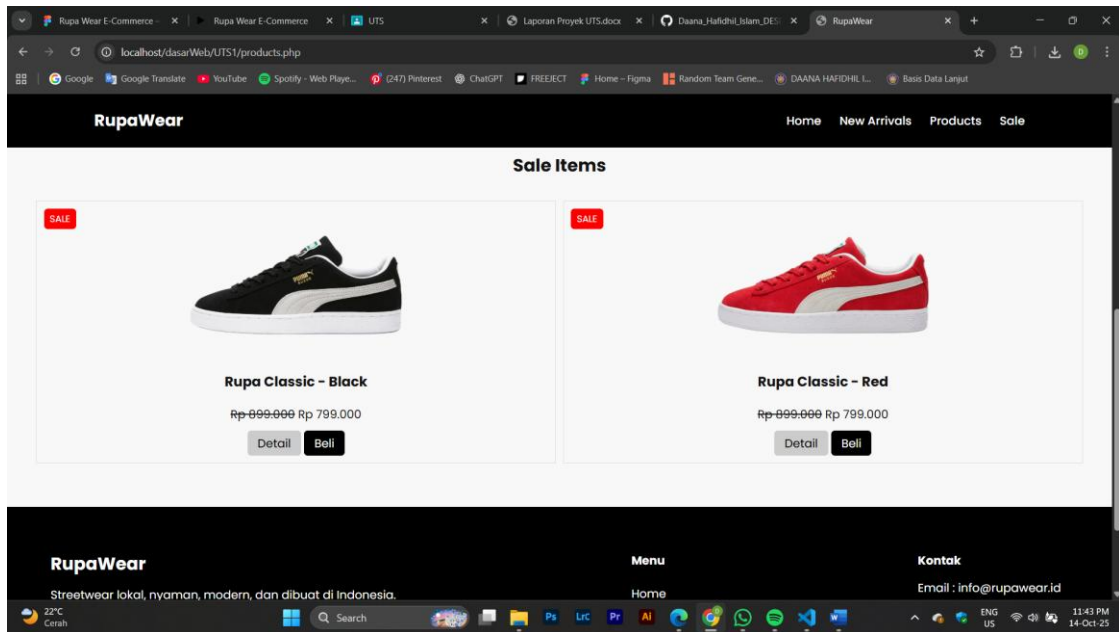 Rupa Wear E-Commerce -
Rupa Wear E-Commerce
UTS
Laporan Proyek UTS.docx
Daana_Hafidhil_Islam_DES
RupaWear
localhost/dasarWeb/UTS1/products.php
Google
Google Translate
YouTube
Spotify - Web Playe...
(247) Pinterest
ChatGPT
FREEJECT
Home – Figma
Random Team Gene...
DAANA HAFIDHIL I...
Basis Data Lanjut
RupaWear
Home New Arrivals Products Sale
Sale Items
SALE
Rupa Classic - Black
Rp 899.000 Rp 799.000
Detail Beli
SALE
Rupa Classic - Red
Rp 899.000 Rp 799.000
Detail Beli
RupaWear
Streetwear lokal, nyaman, modern, dan dibuat di Indonesia.
Menu
Home
Kontak
Email : info@rupawear.id
22°C
Cerah
Search
Ps
LrC
Pr
Ai
ENG
US
11:43 PM
14-Oct-25